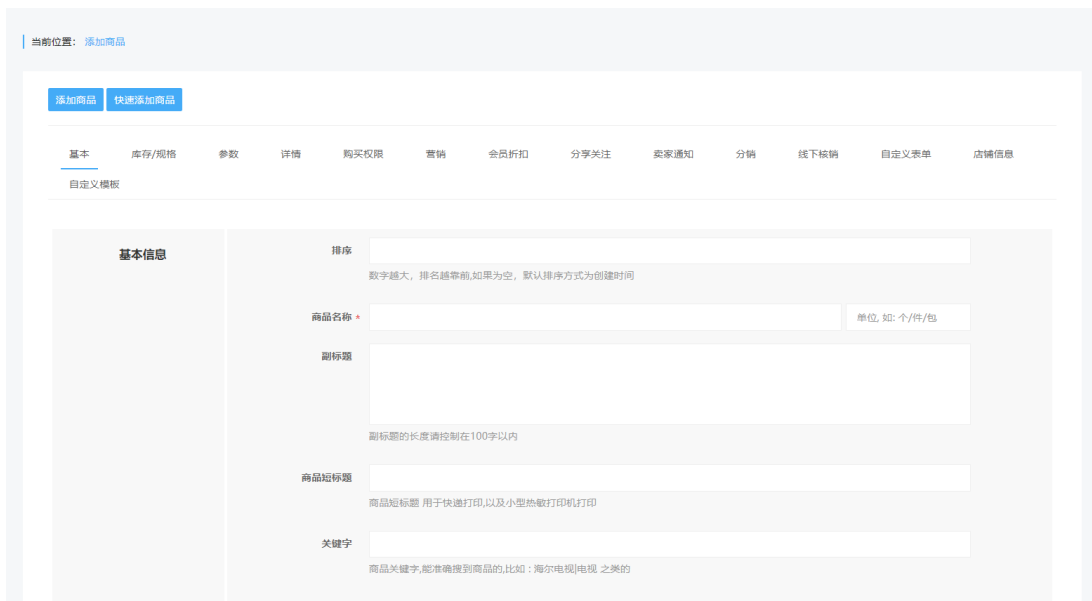 当前位置： 添加商品
添加商品 快速添加商品
基本 库存/规格 参数 详情 购买权限 营销 会员折扣 分享关注 卖家通知 分销 线下核销 自定义表单 店铺信息
自定义模板
基本信息
排序
数字越大，排名越靠前,如果为空，默认排序方式为创建时间
商品名称 * 单位, 如: 个/件/包
副标题
副标题的长度请控制在100字以内
商品短标题
商品短标题 用于快递打印,以及小型热敏打印机打印
关键字
商品关键字,能准确搜到商品的,比如 : 海尔电视|电视 之类的